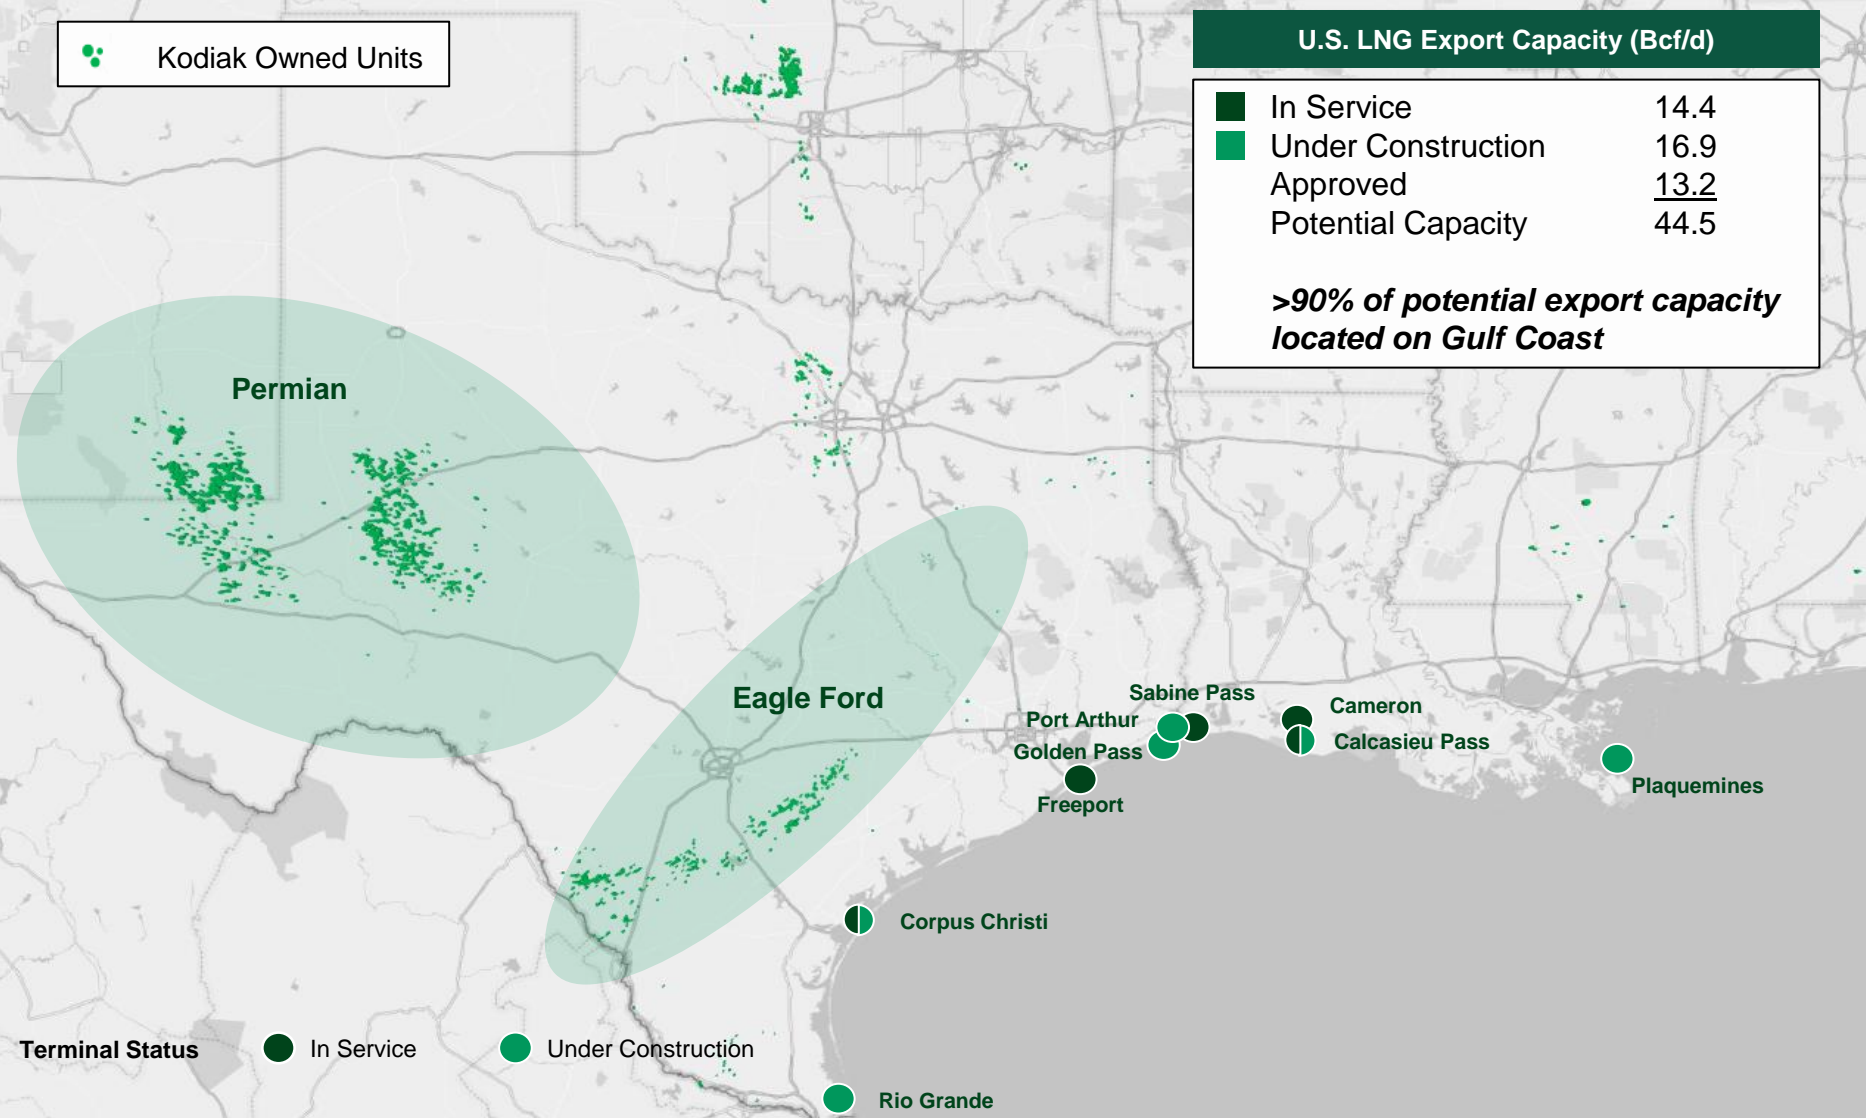 Kodiak Owned Units
U.S. LNG Export Capacity (Bcf/d)
In Service 14.4
Under Construction 16.9
Approved 13.2
Potential Capacity 44.5
>90% of potential export capacity
located on Gulf Coast
Permian
Eagle Ford
Sabine Pass
Port Arthur
Golden Pass
Freeport
Cameron
Calcasieu Pass
Plaquemines
Corpus Christi
Terminal Status In Service Under Construction
Rio Grande